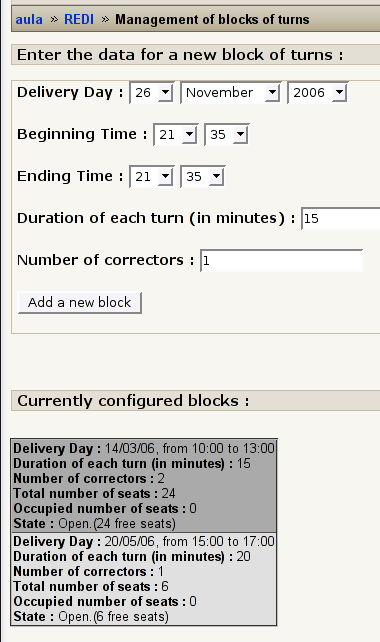 aula » REDI » Management of blocks of turns
Enter the data for a new block of turns :
Delivery Day : 26 November 2006
Beginning Time : 21 35
Ending Time : 21 35
Duration of each turn (in minutes) : 15
Number of correctors : 1
Add a new block
Currently configured blocks :
Delivery Day : 14/03/06, from 10:00 to 13:00
Duration of each turn (in minutes) : 15
Number of correctors : 2
Total number of seats : 24
Occupied number of seats : 0
State : Open.(24 free seats)
Delivery Day : 20/05/06, from 15:00 to 17:00
Duration of each turn (in minutes) : 20
Number of correctors : 1
Total number of seats : 6
Occupied number of seats : 0
State : Open.(6 free seats)